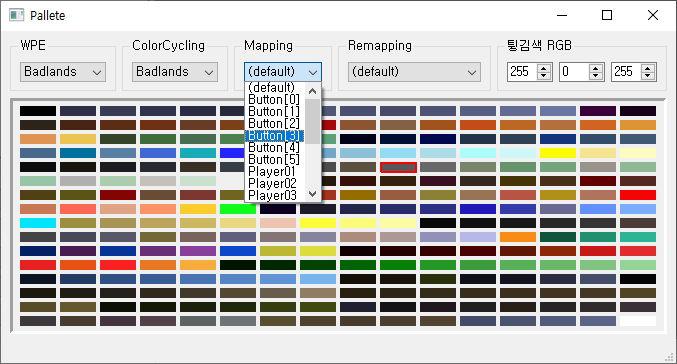 Pallete
WPE
ColorCycling
Mapping
Remapping
튕김색 RGB
Badlands
Badlands
(default)
(default)
255
0
255
(default)
Button[0]
Button[1]
Button[2]
Button[3]
Button[4]
Button[5]
Player01
Player02
Player03